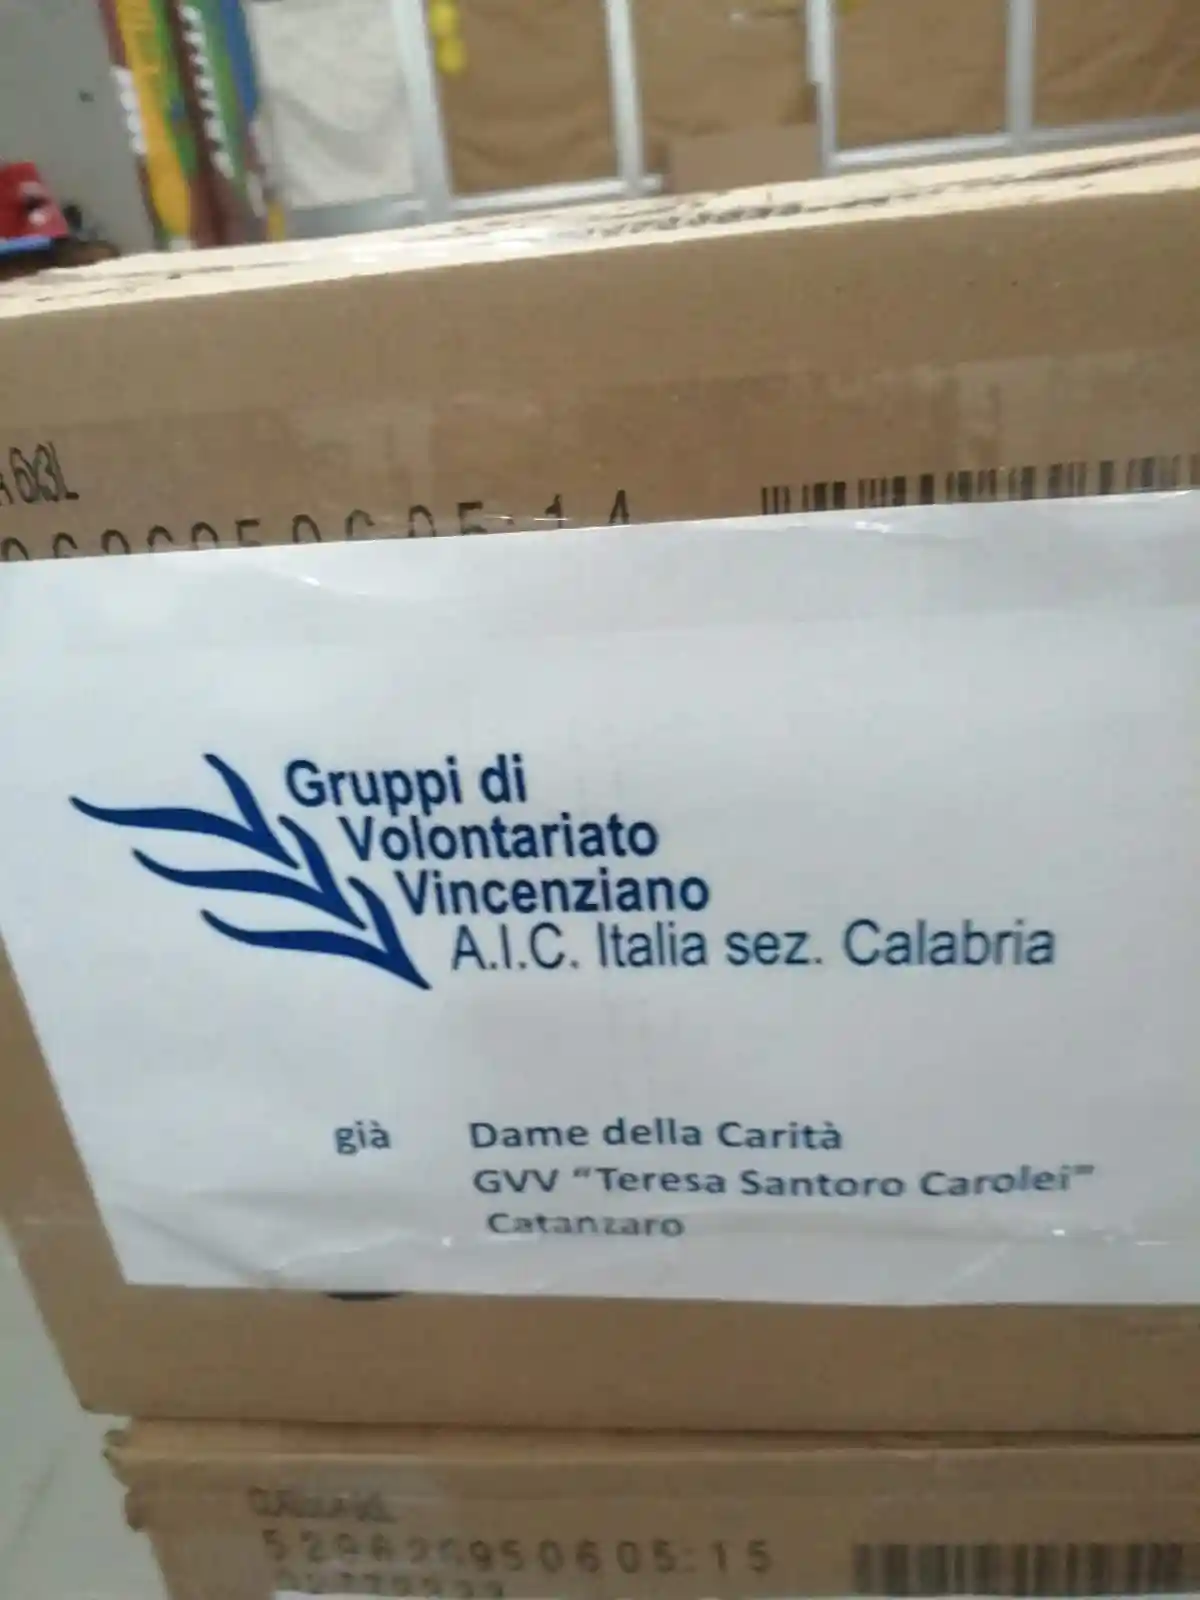 Gruppi di
Volontariato
Vincenziano
A.I.C. Italia sez. Calabria
già Dame della Carità
GVV “Teresa Santoro Carolei”
Catanzaro